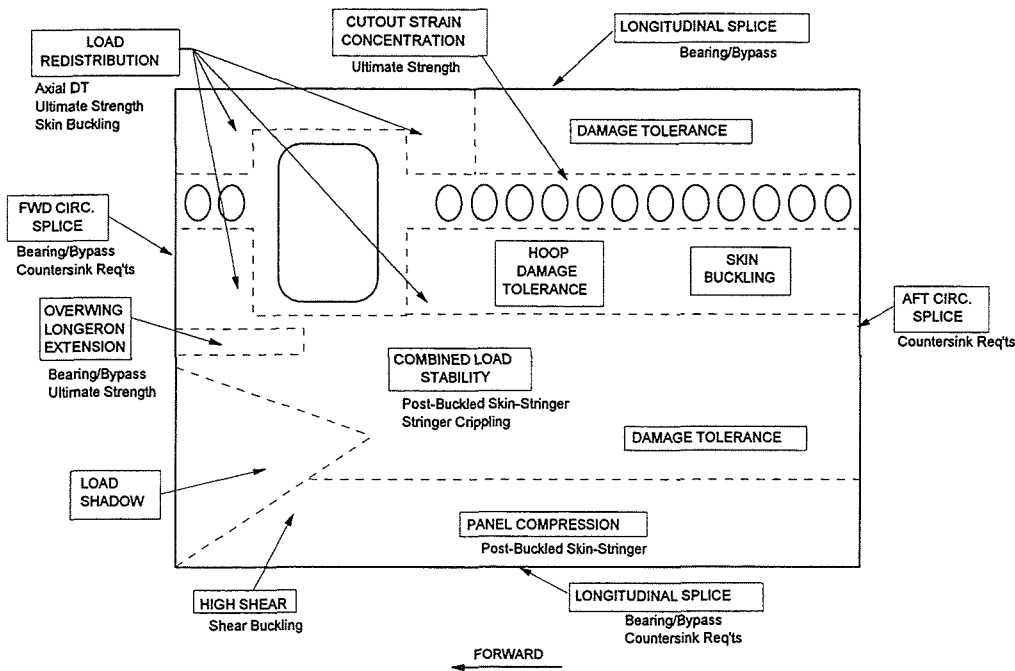 CUTOUT STRAIN
CONCENTRATION
Ultimate Strength
LONGITUDINAL SPLICE
Bearing/Bypass
LOAD
REDISTRIBUTION
Axial DT
Ultimate Strength
Skin Buckling
DAMAGE TOLERANCE
FWD CIRC.
SPLICE
Bearing/Bypass
Countersink Req'ts
HOOP
DAMAGE
TOLERANCE
SKIN
BUCKLING
AFT CIRC.
SPLICE
Countersink Req'ts
OVERWING
LONGERON
EXTENSION
Bearing/Bypass
Ultimate Strength
COMBINED LOAD
STABILITY
Post-Buckled Skin-Stringer
Stringer Crippling
DAMAGE TOLERANCE
LOAD
SHADOW
PANEL COMPRESSION
Post-Buckled Skin-Stringer
HIGH SHEAR
Shear Buckling
LONGITUDINAL SPLICE
Bearing/Bypass
Countersink Req'ts
FORWARD